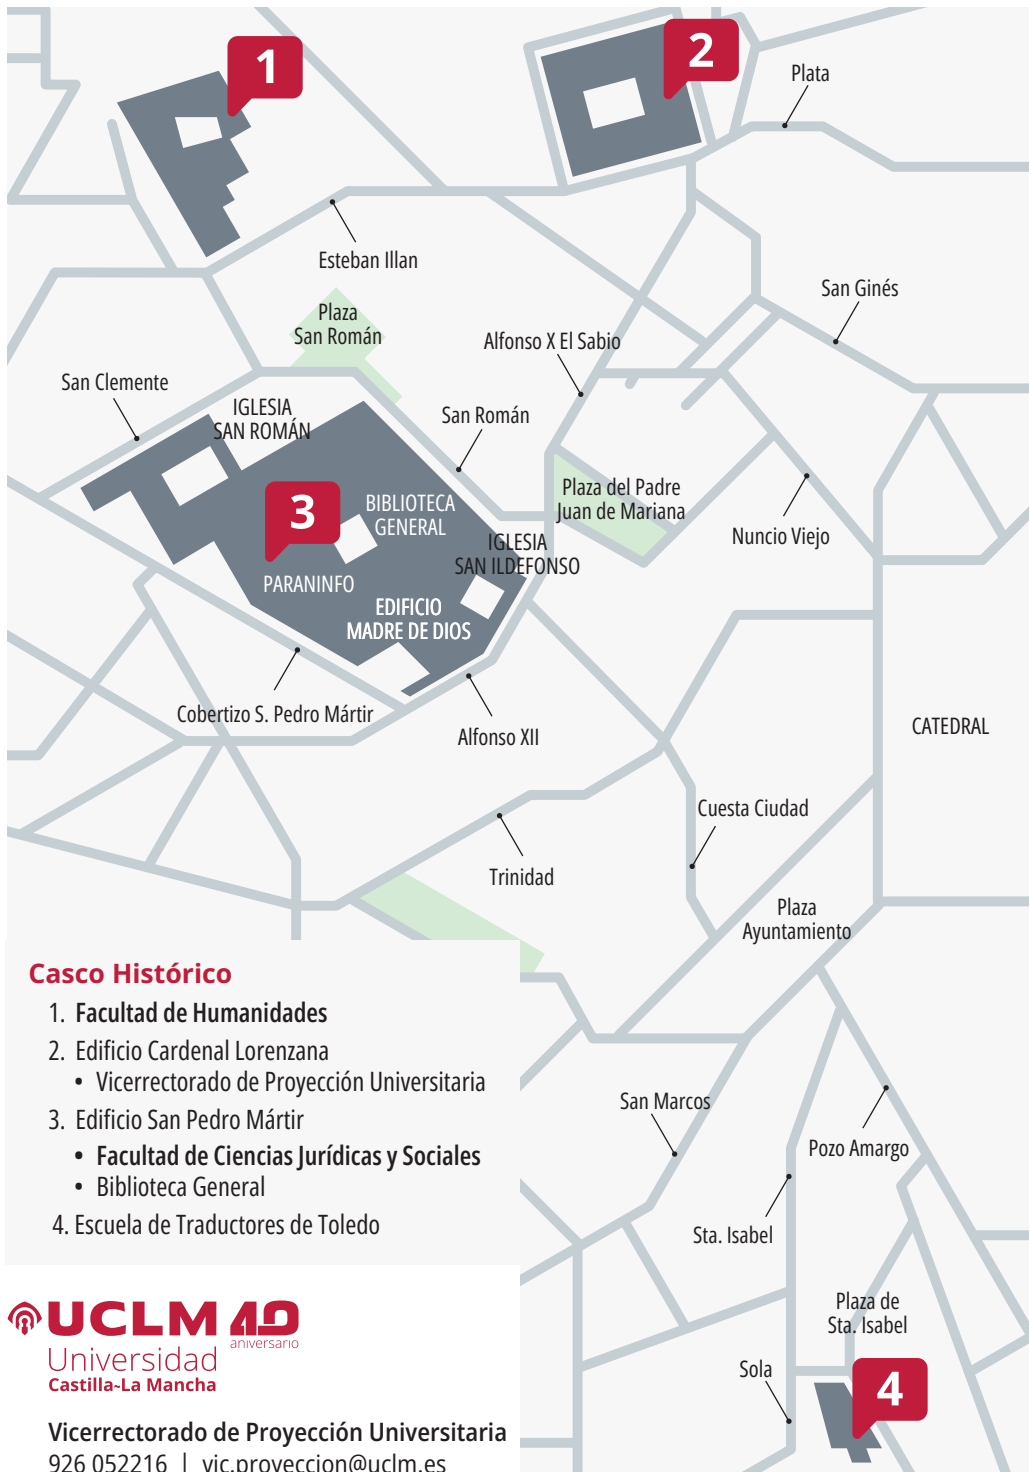 1
2
Plata
Esteban Illan
San Ginés
Plaza
San Román
Alfonso X El Sabio
San Clemente
IGLESIA
SAN ROMÁN
San Román
3
BIBLIOTECA
GENERAL
Plaza del Padre
Juan de Mariana
Nuncio Viejo
IGLESIA
SAN ILDEFONSO
PARANINFO
EDIFICIO
MADRE DE DIOS
Cobertizo S. Pedro Mártir
Alfonso XII
CATEDRAL
Cuesta Ciudad
Trinidad
Plaza
Ayuntamiento
Casco Histórico
1. Facultad de Humanidades
2. Edificio Cardenal Lorenzana
• Vicerrectorado de Proyección Universitaria
3. Edificio San Pedro Mártir
• Facultad de Ciencias Jurídicas y Sociales
• Biblioteca General
4. Escuela de Traductores de Toledo
San Marcos
Pozo Amargo
Sta. Isabel
Plaza de
Sta. Isabel
Sola
4
UCLM 40
aniversario
Universidad
Castilla~La Mancha
Vicerrectorado de Proyección Universitaria
926 052216 | vic.proyeccion@uclm.es